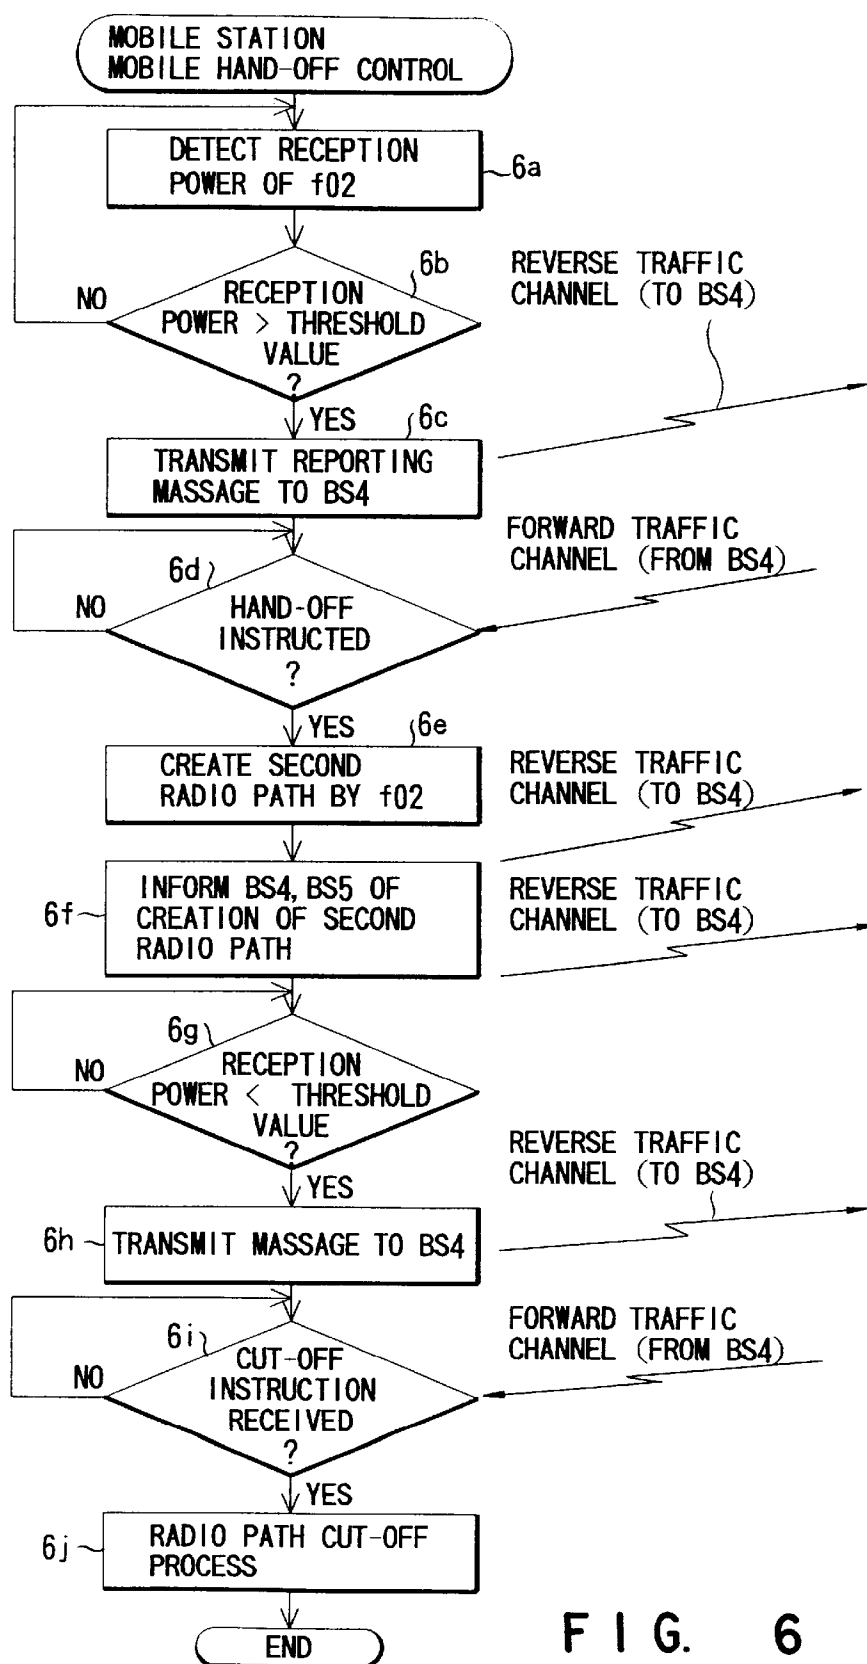 MOBILE STATION
MOBILE HAND-OFF CONTROL
DETECT RECEPTION
POWER OF f02
6a
6b
RECEPTION
POWER > THRESHOLD
VALUE
?
NO
YES
REVERSE TRAFFIC
CHANNEL (TO BS4)
6c
TRANSMIT REPORTING
MASSAGE TO BS4
FORWARD TRAFFIC
CHANNEL (FROM BS4)
6d
HAND-OFF
INSTRUCTED
?
NO
YES
6e
CREATE SECOND
RADIO PATH BY f02
REVERSE TRAFFIC
CHANNEL (TO BS4)
6f
INFORM BS4, BS5 OF
CREATION OF SECOND
RADIO PATH
REVERSE TRAFFIC
CHANNEL (TO BS4)
6g
RECEPTION
POWER < THRESHOLD
VALUE
?
NO
YES
REVERSE TRAFFIC
CHANNEL (TO BS4)
6h
TRANSMIT MASSAGE TO BS4
FORWARD TRAFFIC
CHANNEL (FROM BS4)
6i
CUT-OFF
INSTRUCTION
RECEIVED
?
NO
YES
6j
RADIO PATH CUT-OFF
PROCESS
END
FIG. 6